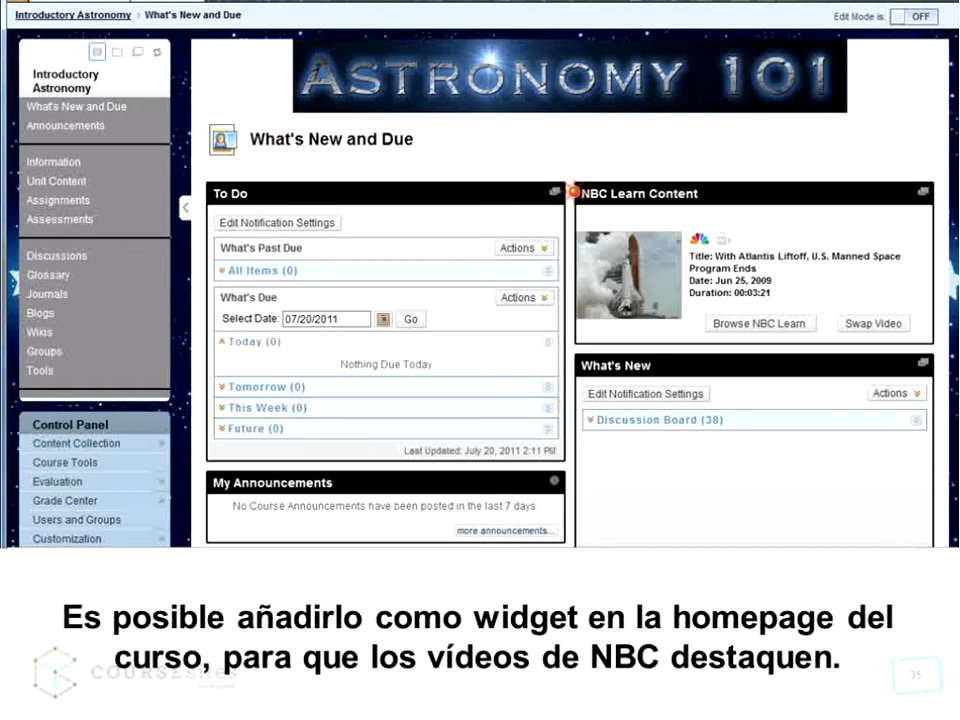 Introductory Astronomy > What's New and Due
Edit Mode is: OFF
ASTRONOMY 101
Introductory
Astronomy
What's New and Due
Announcements
Information
Unit Content
Assignments
Assessments
Discussions
Glossary
Journals
Blogs
Wikis
Groups
Tools
Control Panel
Content Collection
Course Tools
Evaluation
Grade Center
Users and Groups
Customization
What's New and Due
To Do
Edit Notification Settings
What's Past Due
Actions
All Items (0)
What's Due
Actions
Select Date: 07/20/2011 Go
Today (0)
Nothing Due Today
Tomorrow (0)
This Week (0)
Future (0)
Last Updated: July 20, 2011 2:11 PM
My Announcements
No Course Announcements have been posted in the last 7 days.
more announcements...
NBC Learn Content
Title: With Atlantis Liftoff, U.S. Manned Space
Program Ends
Date: Jun 25, 2009
Duration: 00:03:21
Browse NBC Learn Swap Video
What's New
Edit Notification Settings Actions
Discussion Board (38)
Es posible añadirlo como widget en la homepage del
curso, para que los vídeos de NBC destaquen.
COURSEsites
35